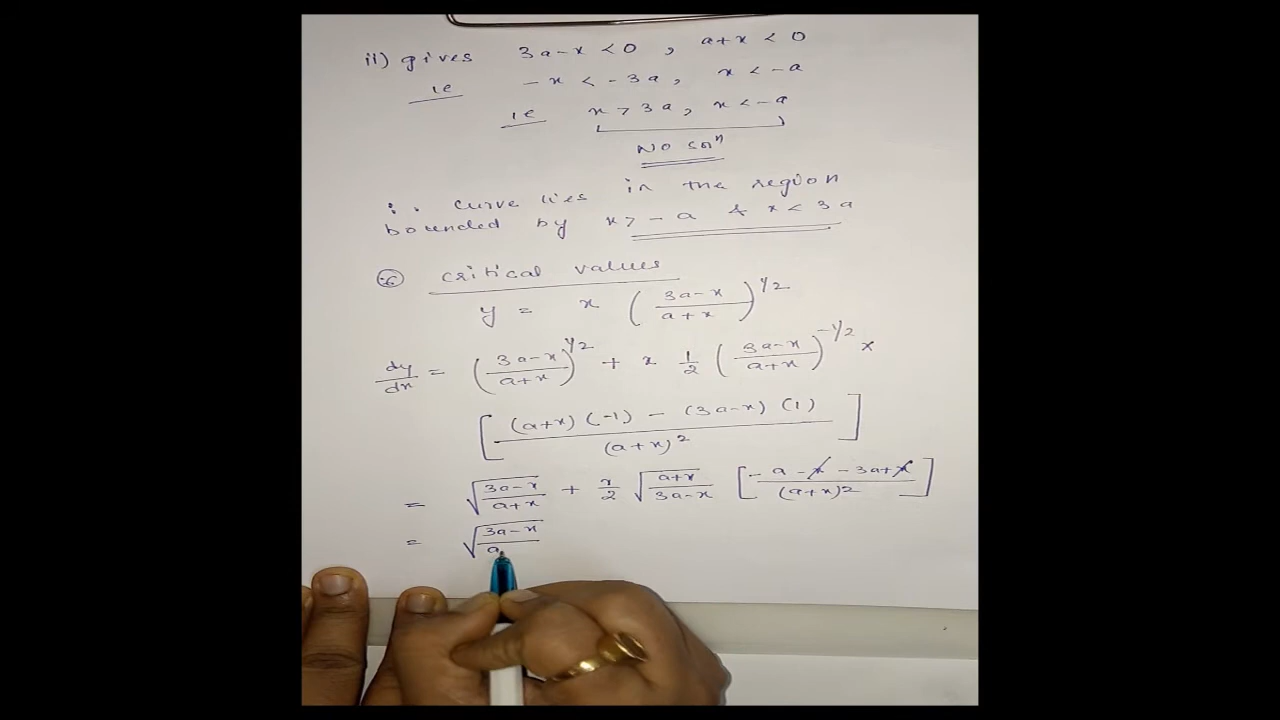 ii) gives 3a-x <0 , a+x < 0
ie -x < -3a, x < -a
ie x > 3a, x < -a
No solⁿ
∴ curve lies in the region
bounded by x > -a & x < 3a
⑥ critical values
y = x ( (3a-x)/(a+x) )^1/2
dy/dx = ( (3a-x)/(a+x) )^1/2 + x 1/2 ( (3a-x)/(a+x) )^-1/2 ×
[ ((a+x) (-1) - (3a-x) (1))/(a+x)² ]
= √((3a-x)/(a+x)) + x/2 √((a+x)/(3a-x)) [ (-a - x - 3a + x)/(a+x)² ]
= √((3a-x)/a